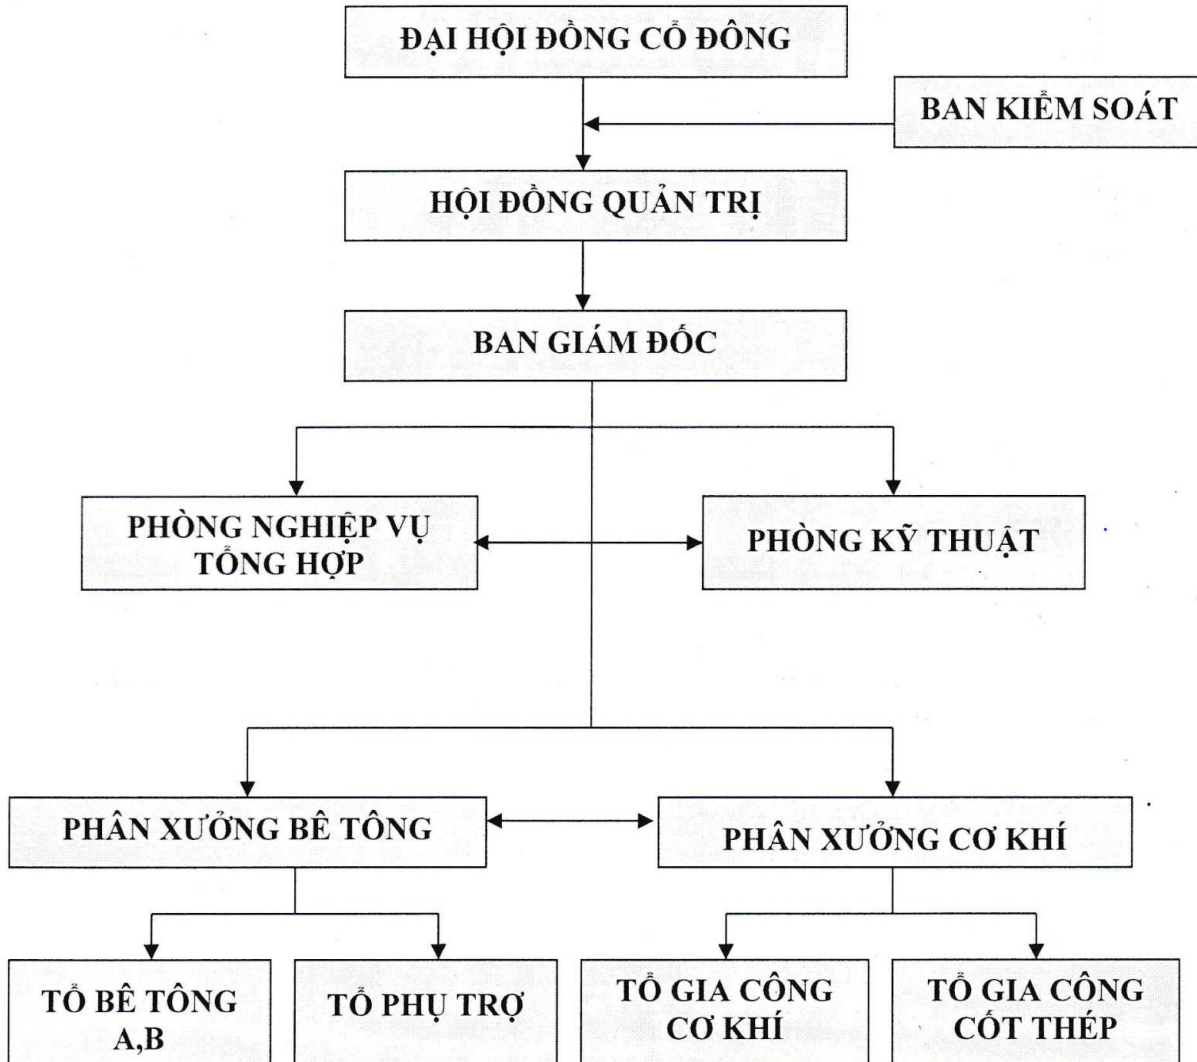 ĐẠI HỘI ĐỒNG CỔ ĐÔNG
BAN KIỂM SOÁT
HỘI ĐỒNG QUẢN TRỊ
BAN GIÁM ĐỐC
PHÒNG NGHIỆP VỤ
TỔNG HỢP
PHÒNG KỸ THUẬT
PHÂN XƯỞNG BÊ TÔNG
PHÂN XƯỞNG CƠ KHÍ
TỔ BÊ TÔNG
A,B
TỔ PHỤ TRỢ
TỔ GIA CÔNG
CƠ KHÍ
TỔ GIA CÔNG
CỐT THÉP